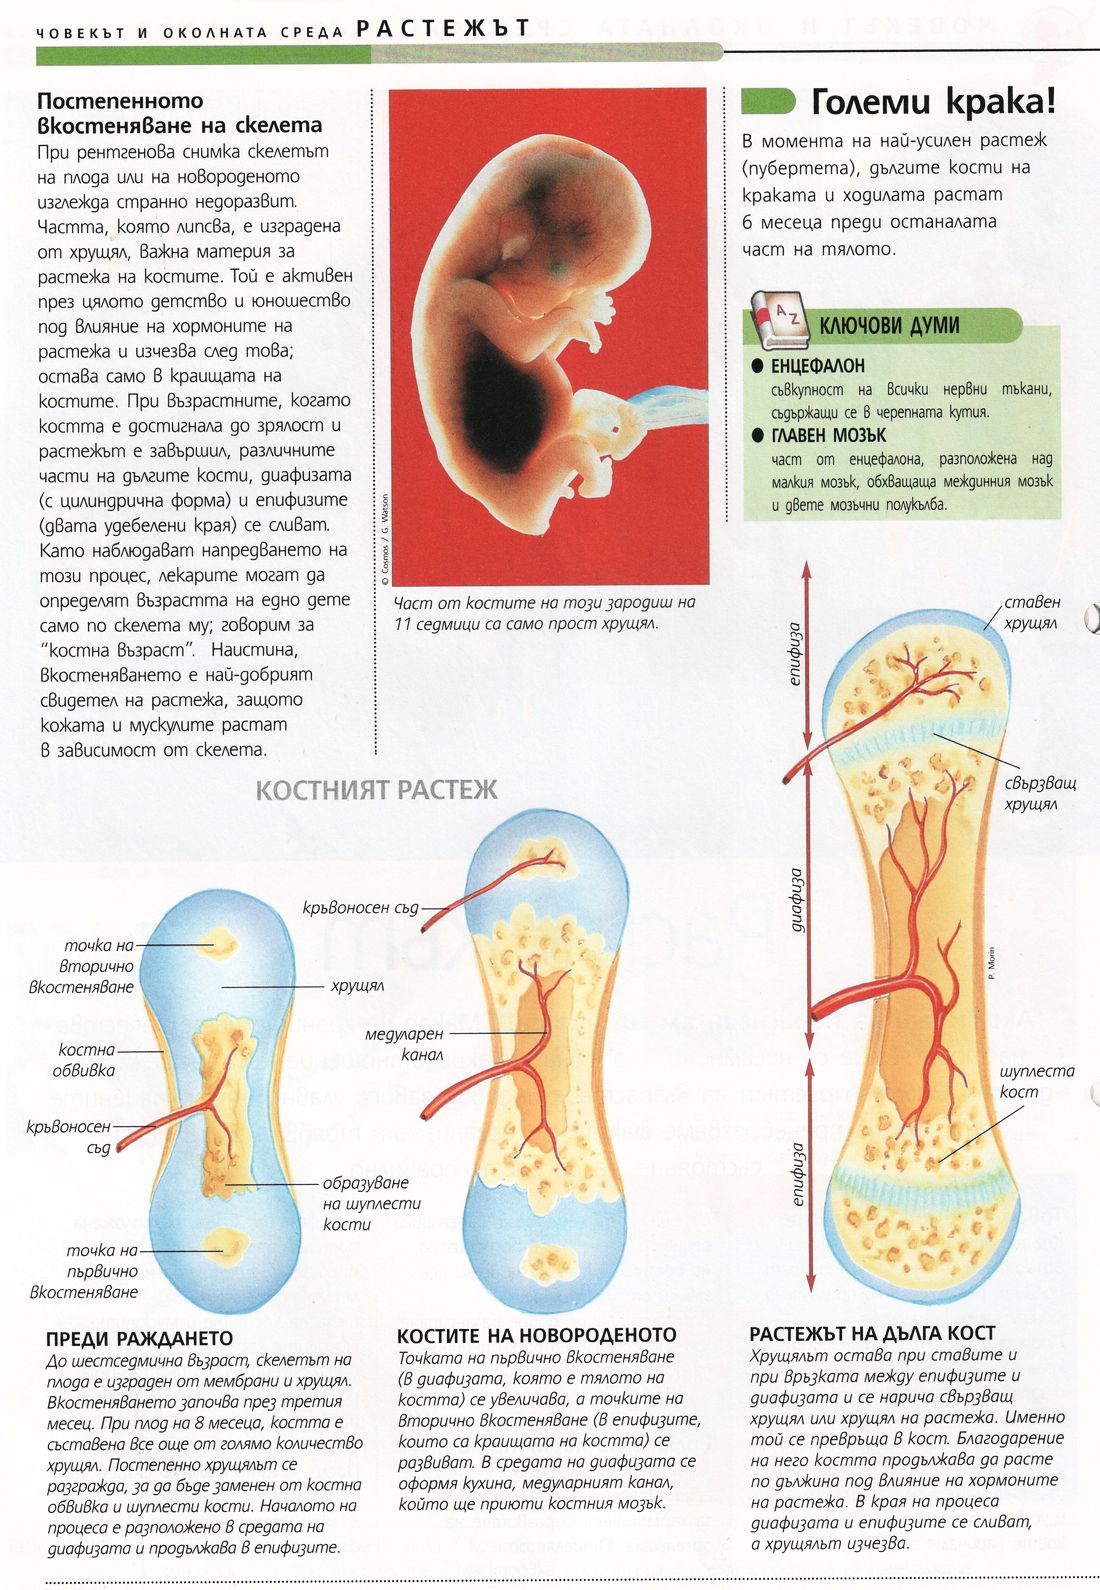 ЧОВЕКЪТ И ОКОЛНАТА СРЕДА РАСТЕЖЪТ
Постепенното
вкостеняване на скелета
При рентгенова снимка скелетът
на плода или на новороденото
изглежда странно недоразвит.
Частта, която липсва, е изградена
от хрущял, важна материя за
растежа на костите. Той е активен
през цялото детство и юношество
под влияние на хормоните на
растежа и изчезва след това;
остава само в краищата на
костите. При възрастните, когато
костта е достигнала до зрялост и
растежът е завършил, различните
части на дългите кости, диафизата
(с цилиндрична форма) и епифизите
(двата удебелени края) се сливат.
Като наблюдават напредването на
този процес, лекарите могат да
определят възрастта на едно дете
само по скелета му; говорим за
"костна възраст". Наистина,
вкостеняването е най-добрият
свидетел на растежа, защото
кожата и мускулите растат
в зависимост от скелета.
© Cosmos / G. Watson
Част от костите на този зародиш на
11 седмици са само прост хрущял.
Големи крака!
В момента на най-усилен растеж
(пубертета), дългите кости на
краката и ходилата растат
6 месеца преди останалата
част на тялото.
A Z
КЛЮЧОВИ ДУМИ
● ЕНЦЕФАЛОН
съвкупност на всички нервни тъкани,
съдържащи се в черепната кутия.
● ГЛАВЕН МОЗЪК
част от енцефалона, разположена над
малкия мозък, обхващаща междинния мозък
и двете мозъчни полукълба.
КОСТНИЯТ РАСТЕЖ
точка на
вторично
вкостеняване
хрущял
костна
обвивка
кръвоносен
съд
образуване
на шуплести
кости
точка на
първично
вкостеняване
кръвоносен съд
медуларен
канал
епифиза
диафиза
епифиза
ставен
хрущял
свързващ
хрущял
P. Morin
шуплеста
кост
ПРЕДИ РАЖДАНЕТО
До шестседмична възраст, скелетът на
плода е изграден от мембрани и хрущял.
Вкостеняването започва през третия
месец. При плод на 8 месеца, костта е
съставена все още от голямо количество
хрущял. Постепенно хрущялът се
разгражда, за да бъде заменен от костна
обвивка и шуплести кости. Началото на
процеса е разположено в средата на
диафизата и продължава в епифизите.
КОСТИТЕ НА НОВОРОДЕНОТО
Точката на първично вкостеняване
(в диафизата, която е тялото на
костта) се увеличава, а точките на
вторично вкостеняване (в епифизите,
които са краищата на костта) се
развиват. В средата на диафизата се
оформя кухина, медуларният канал,
който ще приюти костния мозък.
РАСТЕЖЪТ НА ДЪЛГА КОСТ
Хрущялът остава при ставите и
при връзката между епифизите и
диафизата и се нарича свързващ
хрущял или хрущял на растежа. Именно
той се превръща в кост. Благодарение
на него костта продължава да расте
по дължина под влияние на хормоните
на растежа. В края на процеса
диафизата и епифизите се сливат,
а хрущялът изчезва.